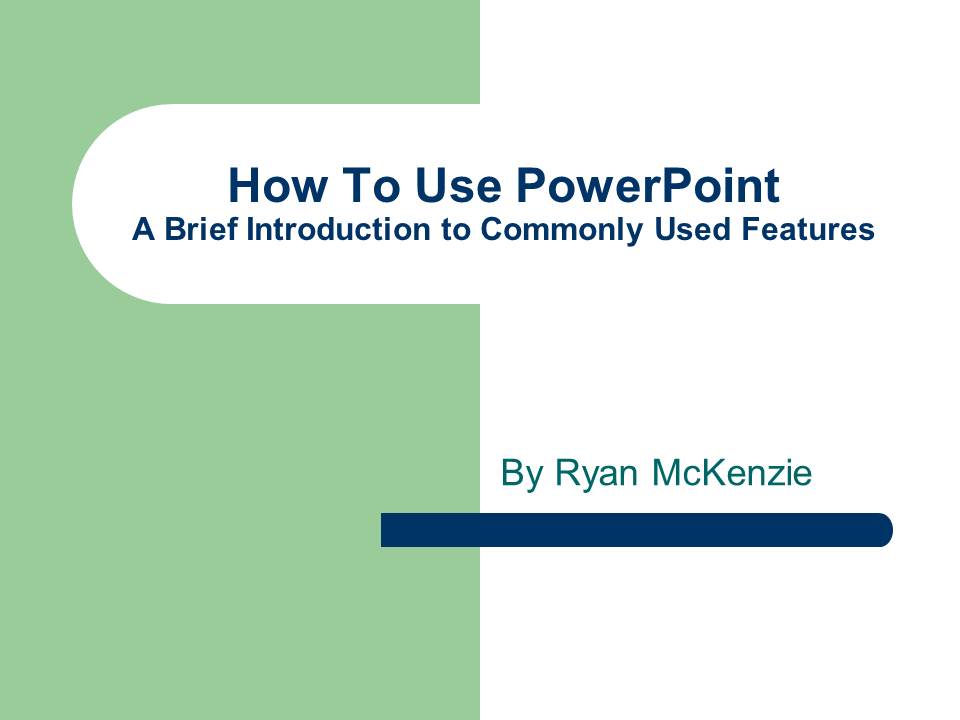 How To Use PowerPoint
A Brief Introduction to Commonly Used Features
By Ryan McKenzie